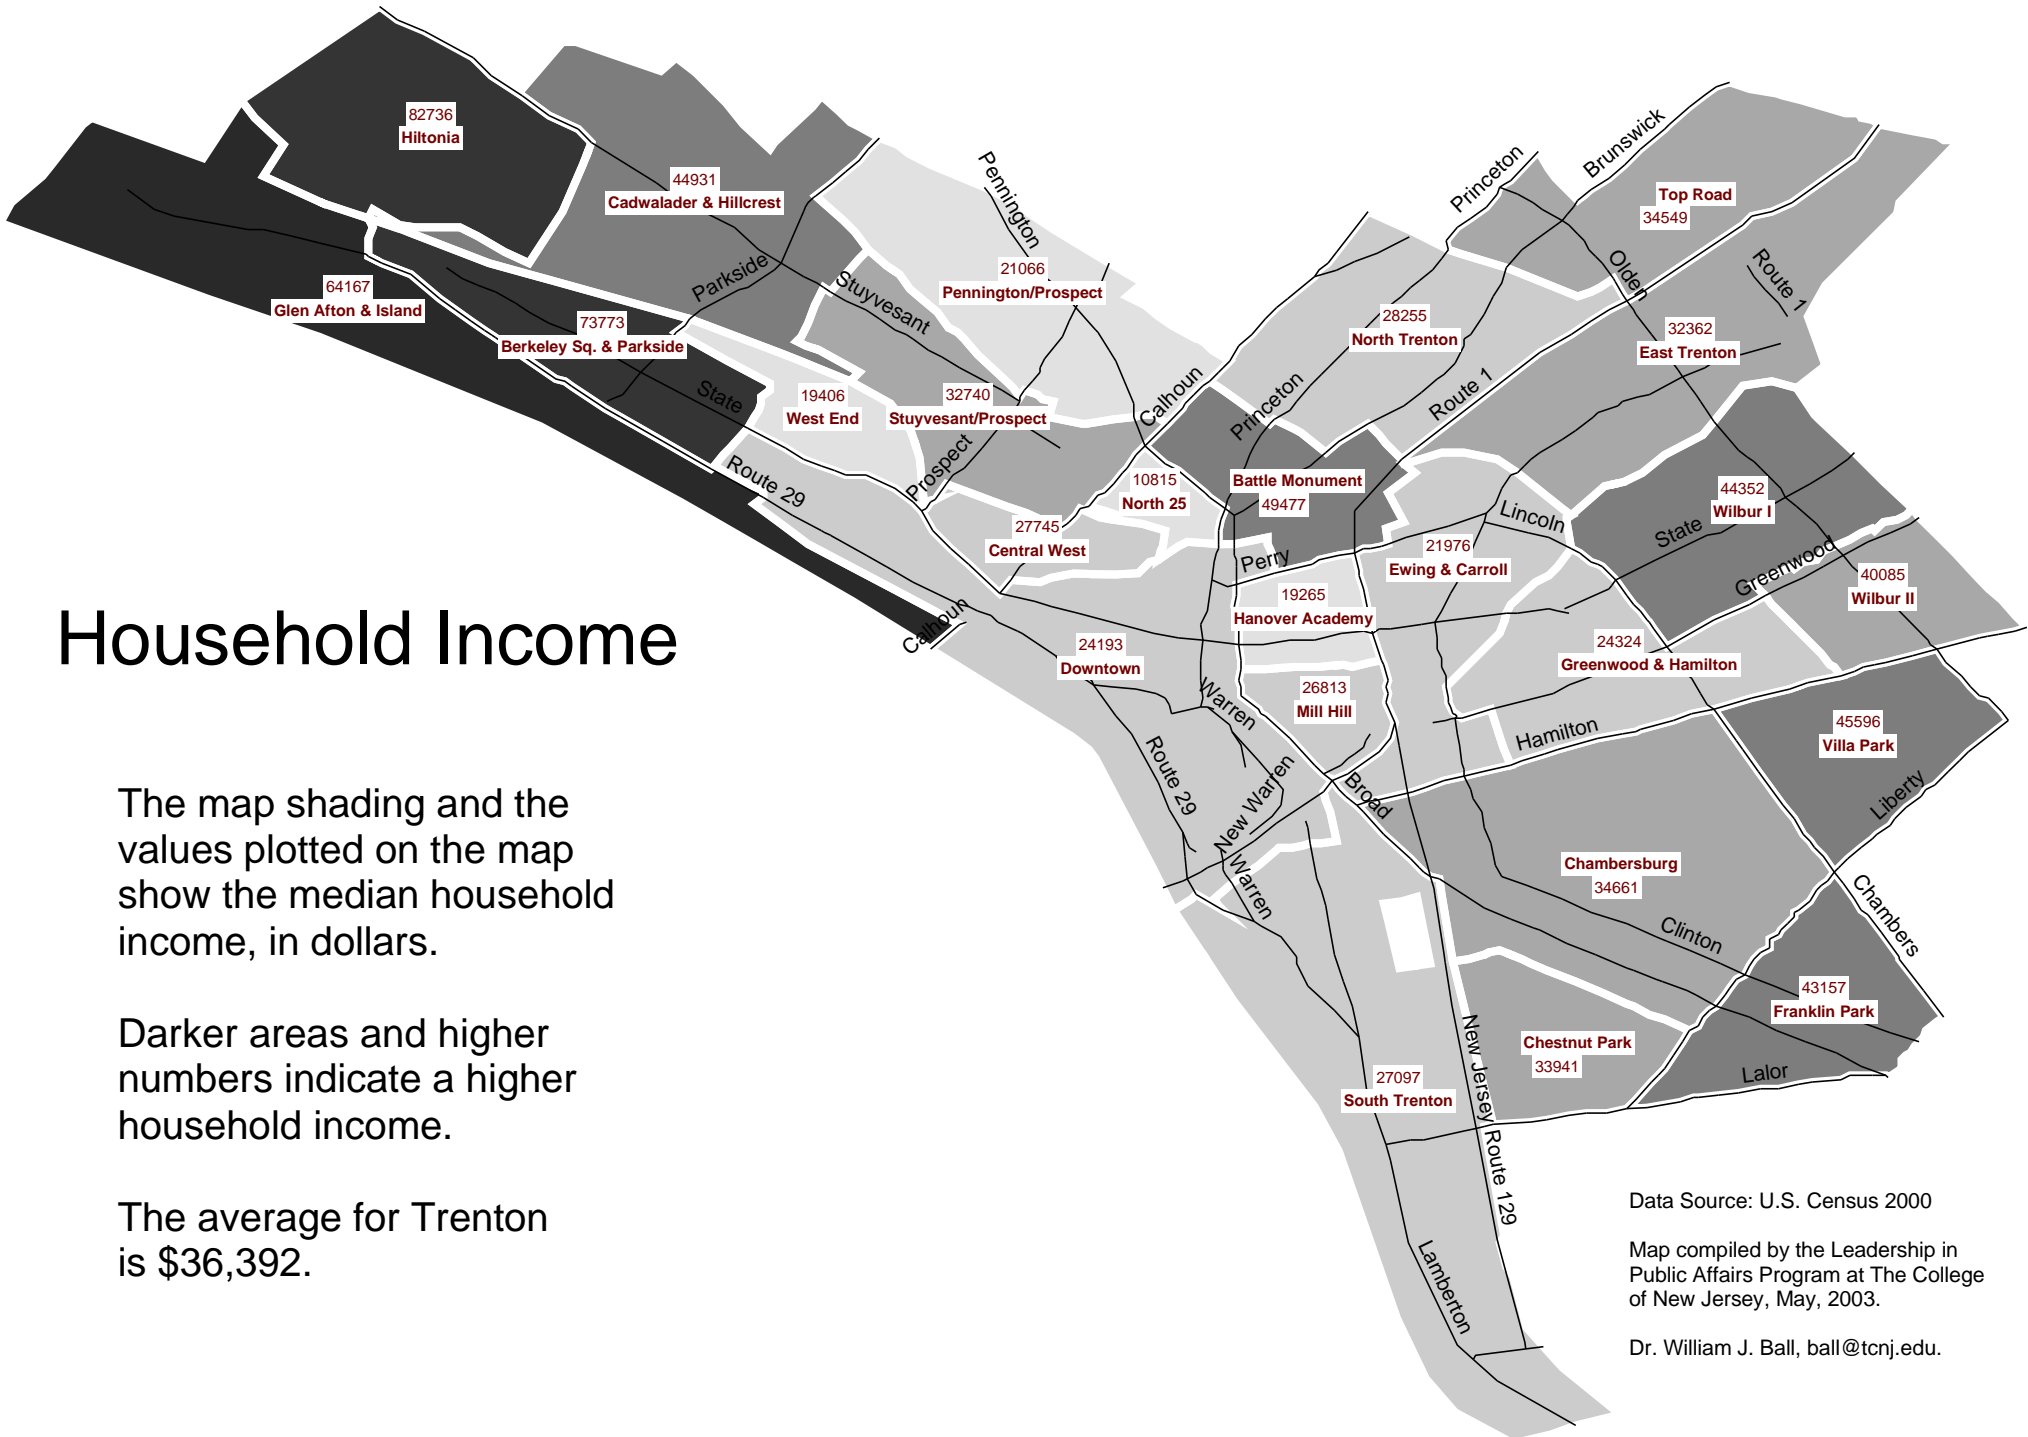 82736
Hiltonia
44931
Cadwalader & Hillcrest
Pennington
Princeton
Brunswick
Top Road
34549
64167
Glen Afton & Island
Parkside
73773
Berkeley Sq. & Parkside
Stuyvesant
21066
Pennington/Prospect
Olden
Route 1
28255
North Trenton
32362
East Trenton
State
19406
West End
32740
Stuyvesant/Prospect
Calhoun
Princeton
Route 1
Prospect
Route 29
10815
North 25
Battle Monument
49477
44352
Wilbur I
Lincoln
State
27745
Central West
Perry
21976
Ewing & Carroll
Greenwood
40085
Wilbur II
19265
Hanover Academy
Calhoun
24193
Downtown
24324
Greenwood & Hamilton
Warren
26813
Mill Hill
Hamilton
45596
Villa Park
Route 29
New Warren
Broad
Liberty
Warren
Chambersburg
34661
Clinton
Chambers
43157
Franklin Park
New Jersey Route 129
Chestnut Park
33941
Lalor
27097
South Trenton
Lamberton
Household Income
The map shading and the
values plotted on the map
show the median household
income, in dollars.
Darker areas and higher
numbers indicate a higher
household income.
The average for Trenton
is $36,392.
Data Source: U.S. Census 2000
Map compiled by the Leadership in
Public Affairs Program at The College
of New Jersey, May, 2003.
Dr. William J. Ball, ball@tcnj.edu.